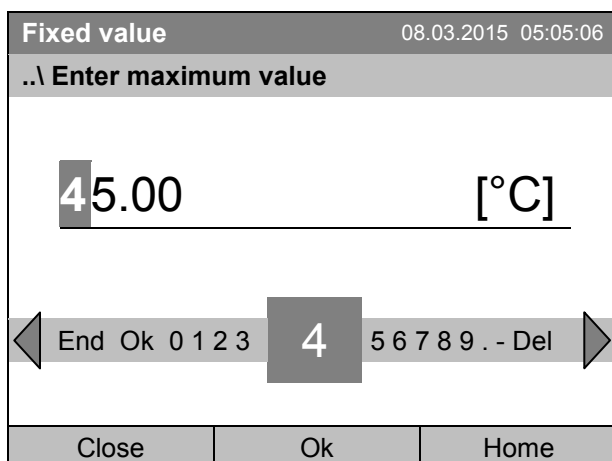 Fixed value 08.03.2015 05:05:06
..\ Enter maximum value
45.00 [°C]
End Ok 0 1 2 3 4 5 6 7 8 9 . - Del
Close Ok Home